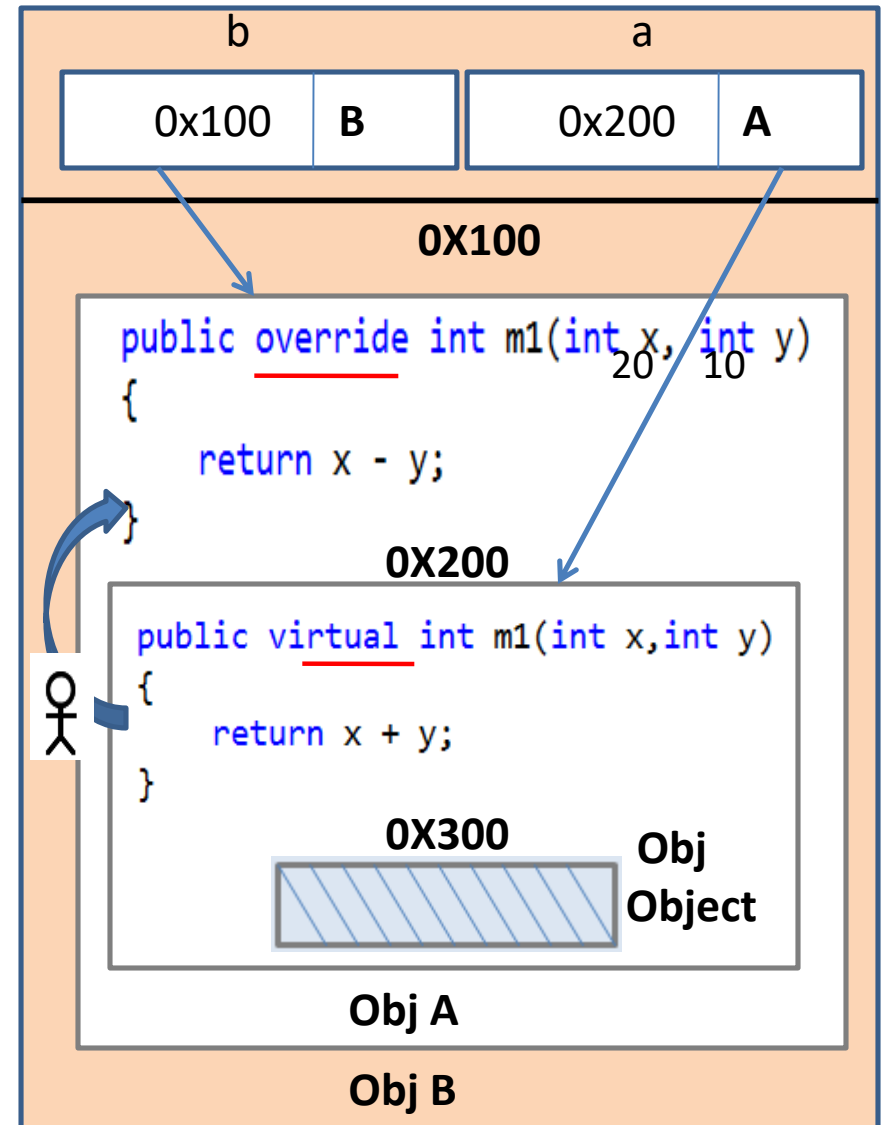 b a
0x100 B 0x200 A
0X100
public override int m1(int x, int y)
20 10
{
return x - y;
}
0X200
public virtual int m1(int x,int y)
{
return x + y;
}
0X300
Obj
Object
Obj A
Obj B